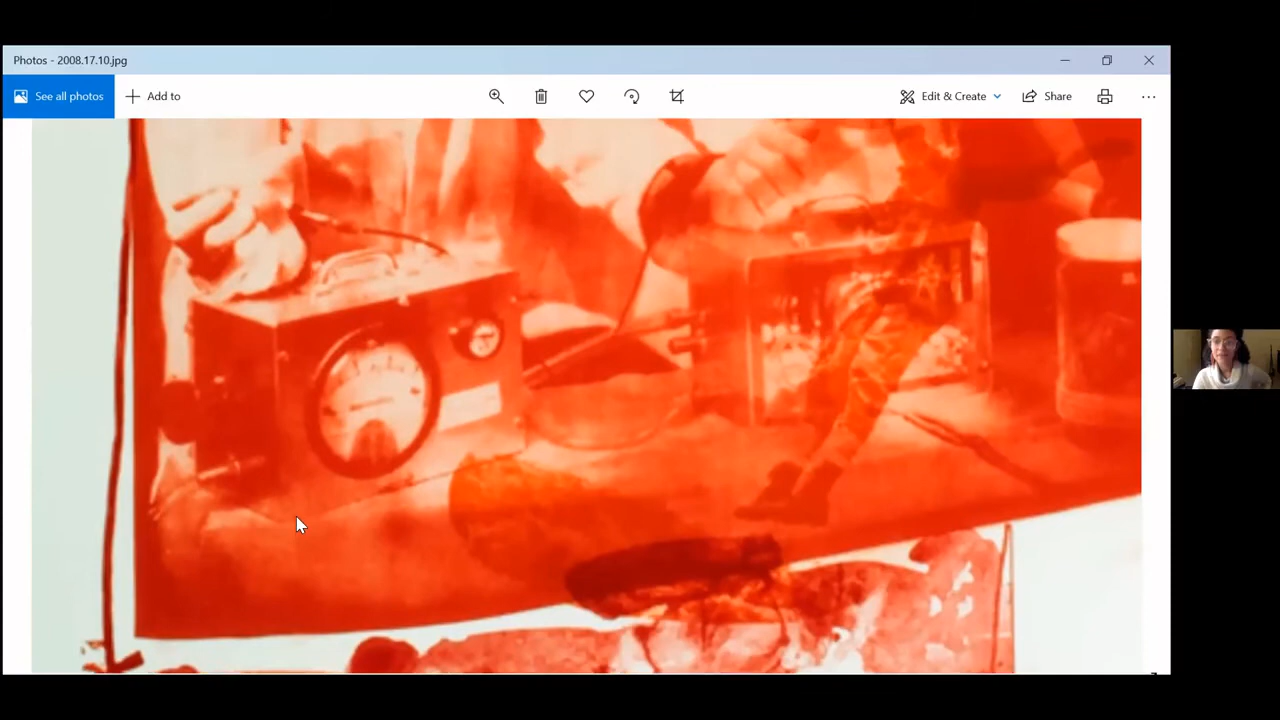 Photos - 2008.17.10.jpg
See all photos
Add to
Edit & Create
Share